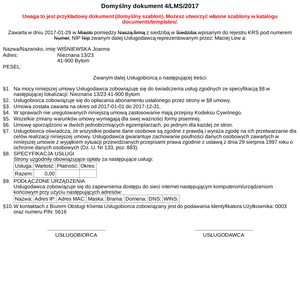 Domyślny dokument 4/LMS/2017
Uwaga to jest przykładowy dokument (domyślny szablon). Możesz utworzyć własne szablony w katalogu
documents/templates/.
Zawarta w dniu 2017-01-29 w Miasto pomiędzy Naszą firmą z siedzibą w Siedziba wpisanym do rejestru KRS pod numerem
Numer, NIP Nip zwanym dalej Usługodawcą reprezentowanym przez: Maciej Lew a:
Nazwa/Nazwisko, imię: WIŚNIEWSKA Joanna
Adres: Nieznana 13/23
41-900 Bytom
PESEL:
Zwanym dalej Usługobiorcą o następującej treści:
§1. Na mocy niniejszej umowy Usługodawca zobowiązuje się do świadczenia usług zgodnych ze specyfikacją §8 w
następującej lokalizacji: Nieznana 13/23 41-900 Bytom
§2. Usługobiorca zobowiązuje się do opłacania abonamentu ustalonego przez strony w §8 umowy.
§3. Umowa została zawarta na okres od 2017-01-01 do 2017-12-31.
§4. W sprawach nie uregulowanych niniejszą umową zastosowanie mają przepisy Kodeksu Cywilnego.
§5. Wszelkie zmiany warunków umowy wymagają dla swej ważności formy pisemnej.
§6. Umowę sporządzono w dwóch jednobrzmiących egzemplarzach, po jednym dla każdej ze stron.
§7. Usługobiorca oświadcza, że wszystkie podane dane osobowe są zgodne z prawdą i wyraża zgodę na ich przetwarzanie dla
celów realizacji niniejszej umowy. Usługodawca gwarantuje zachowanie poufności danych osobowych zawartych w
niniejszej umowie z wyjątkiem sytuacji przewidzianych przepisami prawa zgodnie z ustawą z dnia 29 sierpnia 1997 roku o
ochronie danych osobowych (Dz. U. Nr 133, poz. 883).
§8. SPECYFIKACJA USŁUGI
Strony uzgodniły obowiązujące opłaty za następujące usługi:
Usługa: Wartość: Płatność: Okres:
Razem: 0,00
§9. PODŁĄCZONE URZĄDZENIA
Usługodawca zobowiązuje się do zapewnienia dostępu do sieci internet następującym komputerom/urządzeniom
końcowym przy użyciu następujących adresów:
Nazwa: Adres IP: Adres MAC: Maska: Brama: Domena: DNS: WINS:
§10. W kontaktach z Biurem Obsługi Klienta Usługobiorca zobowiązany jest do podawania Identyfikatora Użytkownika: 0003
oraz numeru PIN: 5616
USŁUGOBIORCA USŁUGODAWCA